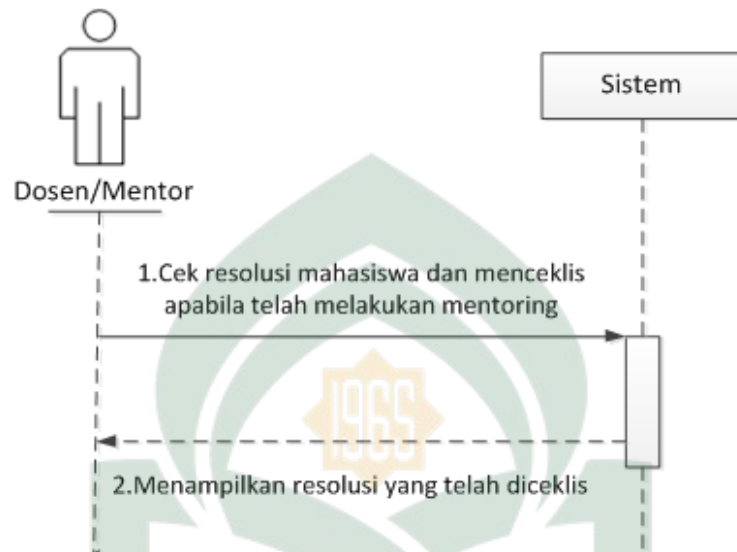 Sistem
Dosen/Mentor
1.Cek resolusi mahasiswa dan menceklis
apabila telah melakukan mentoring
1965
2.Menampilkan resolusi yang telah diceklis